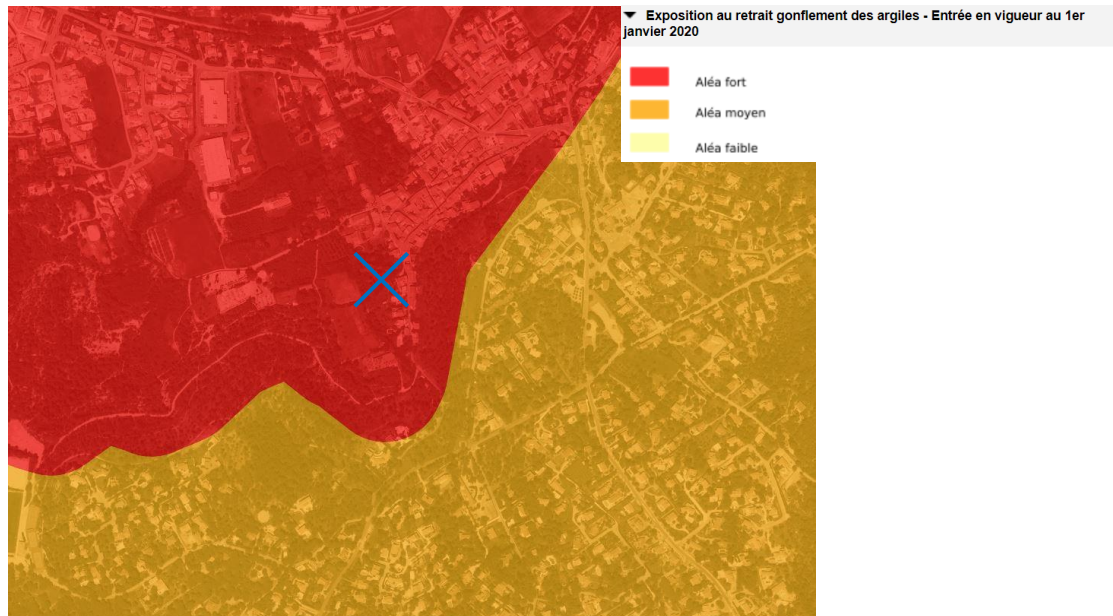 Exposition au retrait gonflement des argiles - Entrée en vigueur au 1er
janvier 2020
Aléa fort
Aléa moyen
Aléa faible